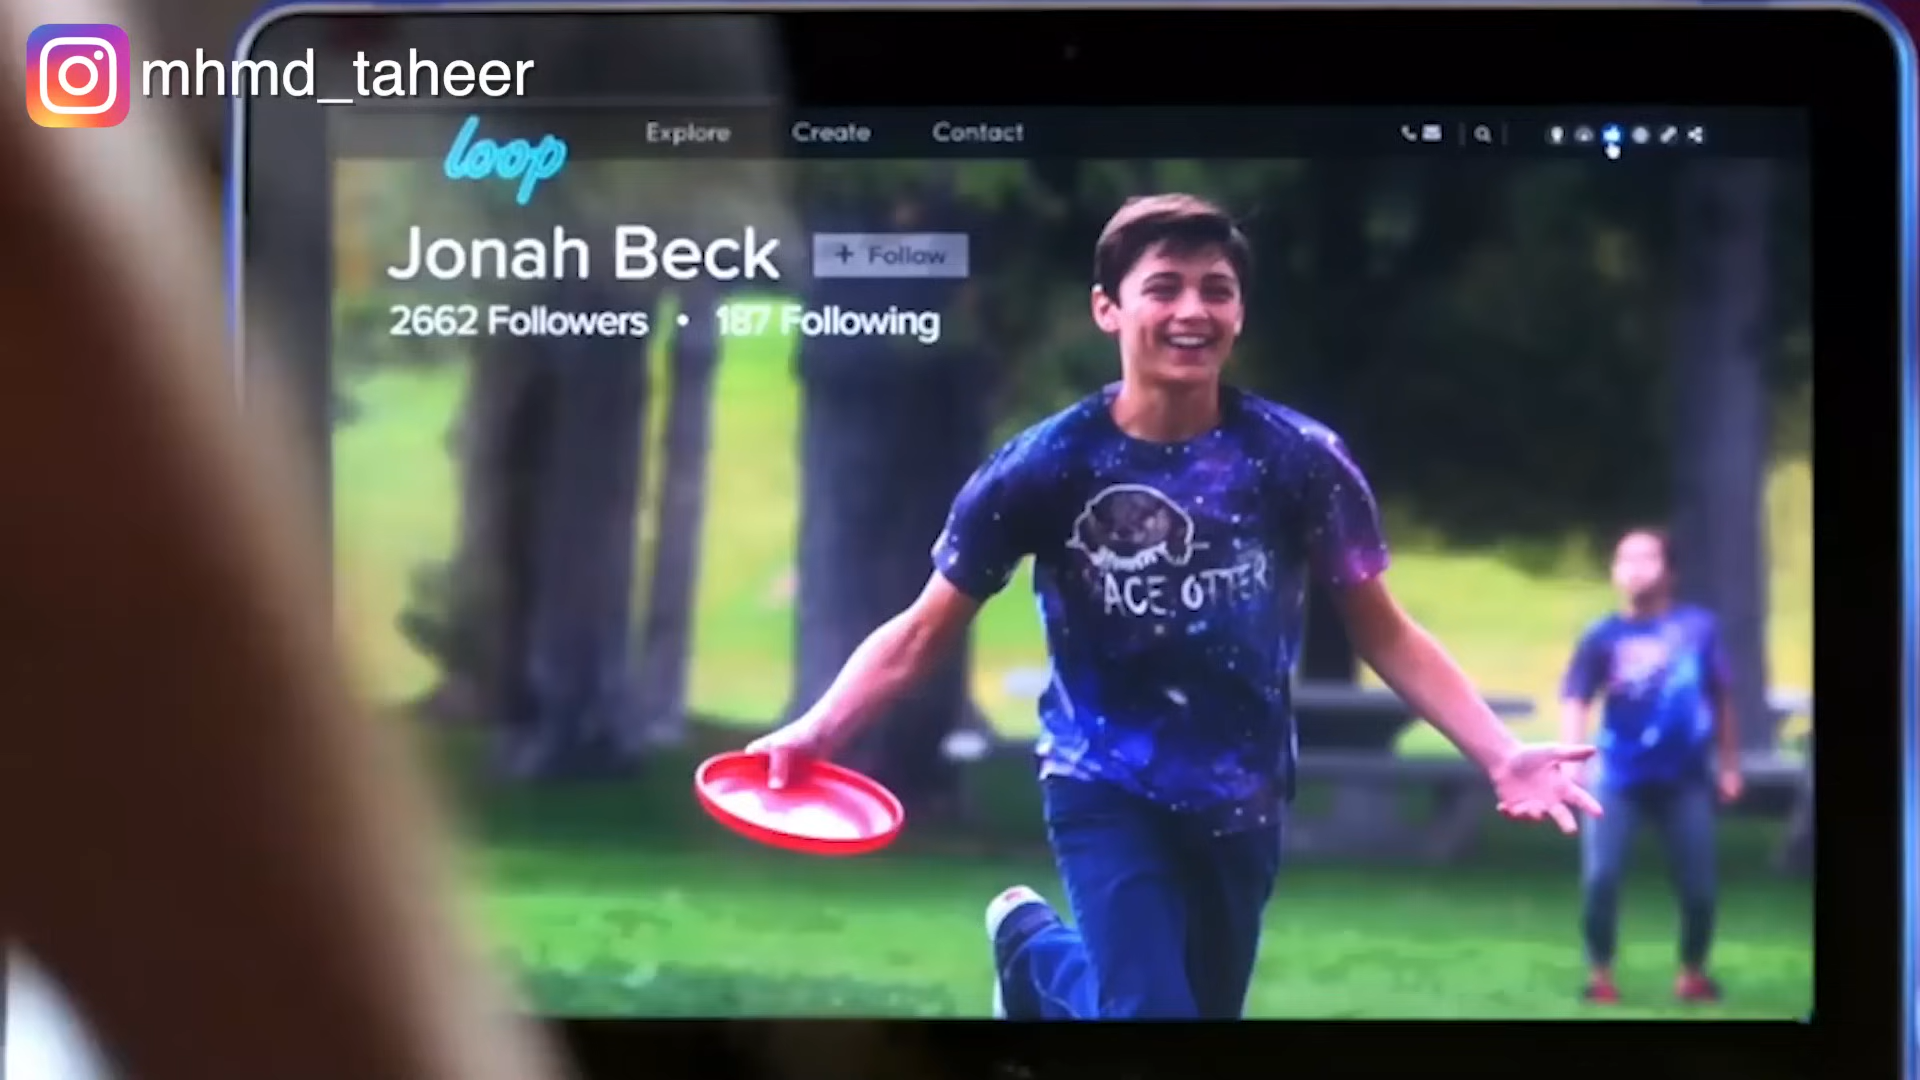 mhmd_taheer
loop
Explore Create Contact
Jonah Beck + Follow
2662 Followers • 187 Following
ACE OTTER